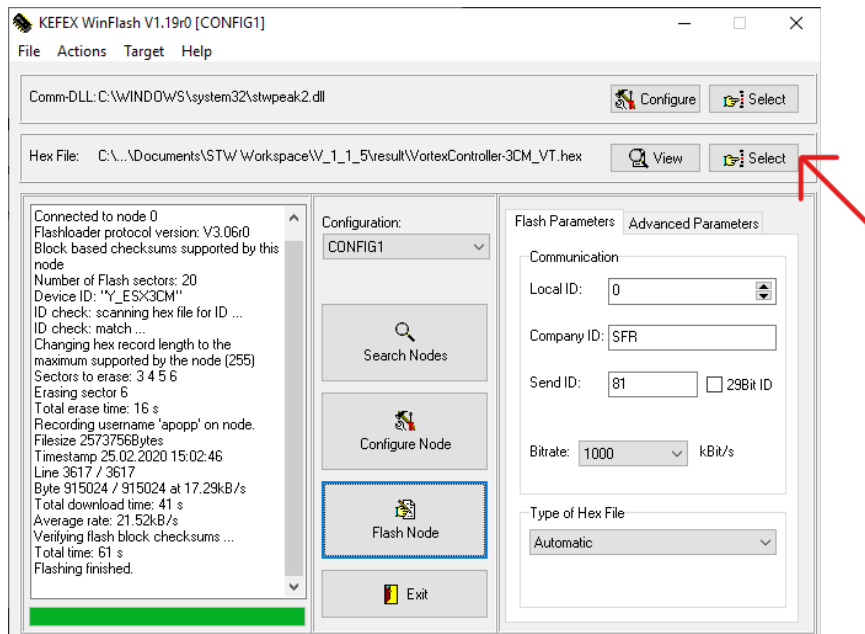 KEFEX WinFlash V1.19r0 [CONFIG1]
File Actions Target Help
Comm-DLL: C:\WINDOWS\system32\stwpeak2.dll
Configure
Select
Hex File: C:\...\Documents\STW Workspace\V_1_1_5\result\VortexController-3CM_VT.hex
View
Select
Connected to node 0
Flashloader protocol version: V3.06r0
Block based checksums supported by this
node
Number of Flash sectors: 20
Device ID: "Y_ESX3CM"
ID check: scanning hex file for ID ...
ID check: match ...
Changing hex record length to the
maximum supported by the node (255)
Sectors to erase: 3 4 5 6
Erasing sector 6
Total erase time: 16 s
Recording username 'apopp' on node.
Filesize 2573756Bytes
Timestamp 25.02.2020 15:02:46
Line 3617 / 3617
Byte 915024 / 915024 at 17.29kB/s
Total download time: 41 s
Average rate: 21.52kB/s
Verifying flash block checksums ...
Total time: 61 s
Flashing finished.
Configuration:
CONFIG1
Search Nodes
Configure Node
Flash Node
Exit
Flash Parameters
Advanced Parameters
Communication
Local ID: 0
Company ID: SFR
Send ID: 81
29Bit ID
Bitrate: 1000 kBit/s
Type of Hex File
Automatic